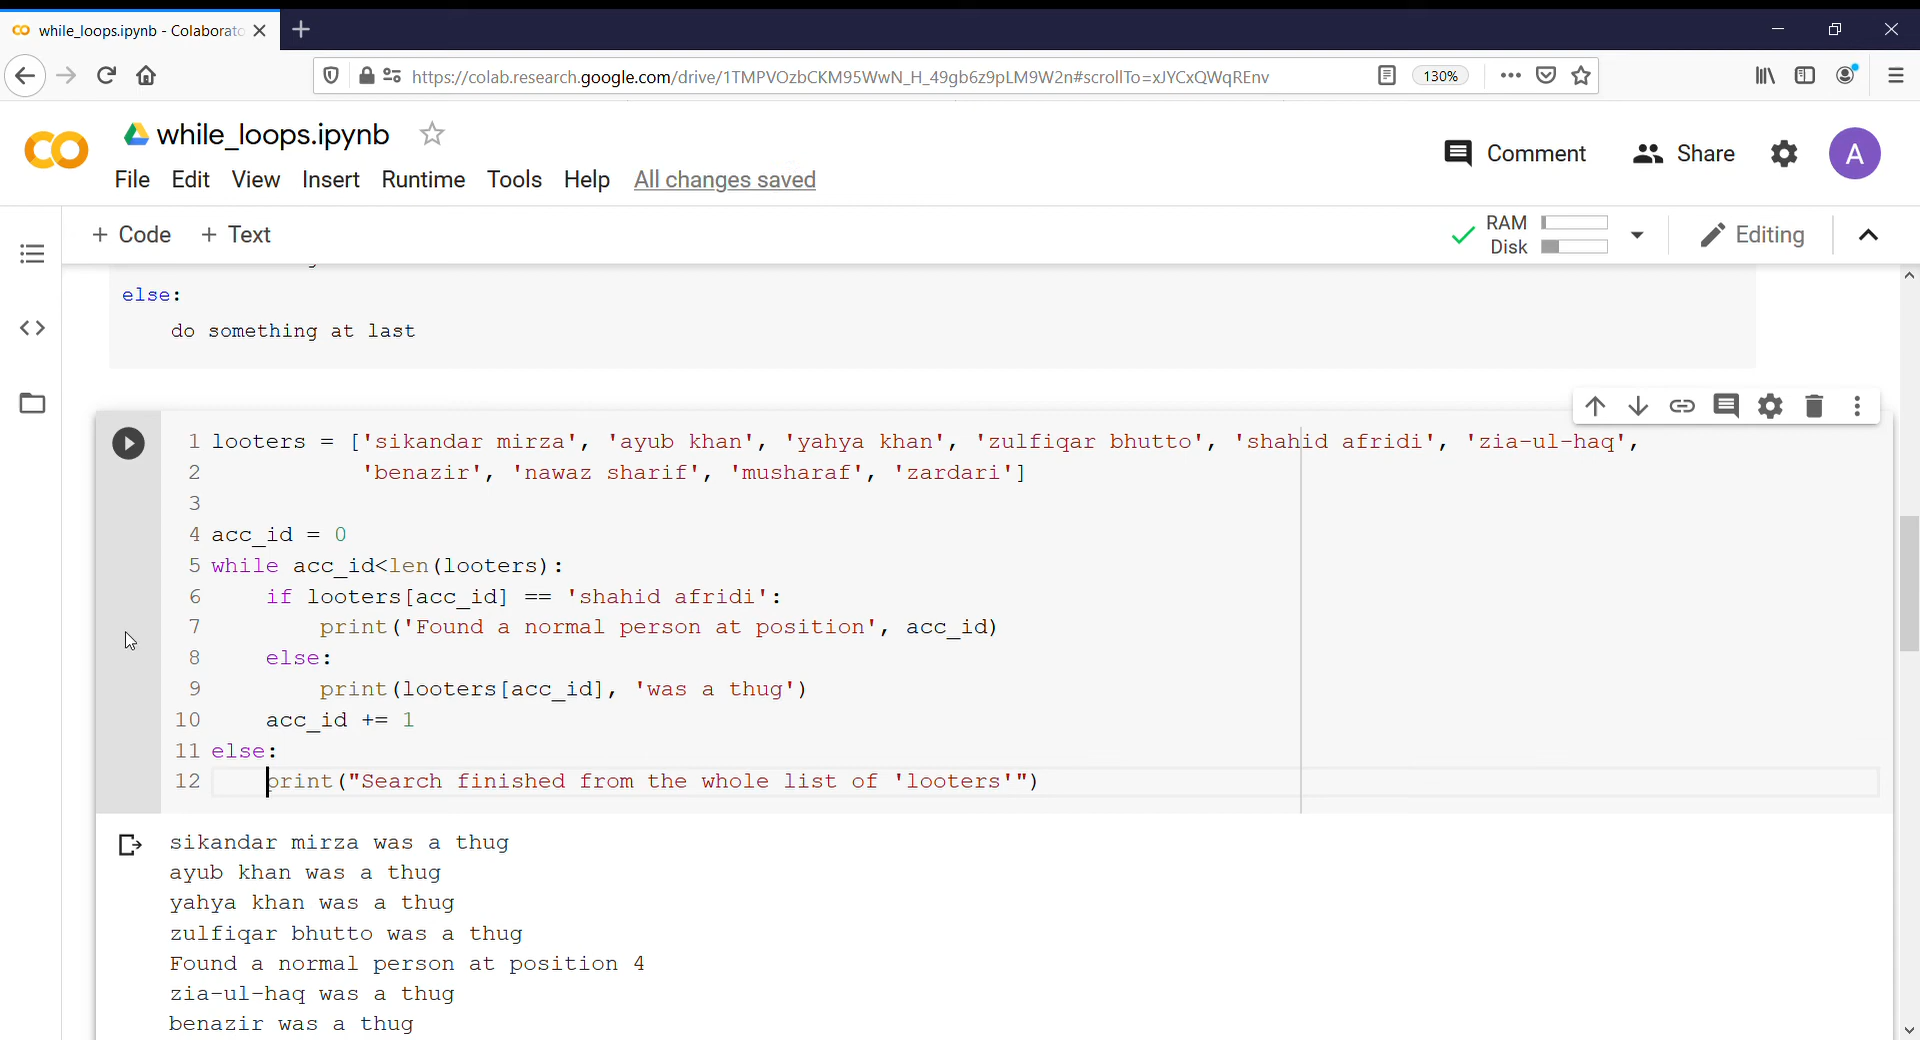 while_loops.ipynb - Colaborato
https://colab.research.google.com/drive/1TMPVOzbCKM95WwN_H_49gb6z9pLM9W2n#scrollTo=xJYCxQWqREnv
130%
while_loops.ipynb
Comment
Share
A
File Edit View Insert Runtime Tools Help All changes saved
+ Code + Text
RAM
Disk
Editing
else:
do something at last
1 looters = ['sikandar mirza', 'ayub khan', 'yahya khan', 'zulfiqar bhutto', 'shahid afridi', 'zia-ul-haq',
2 'benazir', 'nawaz sharif', 'musharaf', 'zardari']
3
4 acc_id = 0
5 while acc_id<len(looters):
6 if looters[acc_id] == 'shahid afridi':
7 print('Found a normal person at position', acc_id)
8 else:
9 print(looters[acc_id], 'was a thug')
10 acc_id += 1
11 else:
12 print("Search finished from the whole list of 'looters'")
sikandar mirza was a thug
ayub khan was a thug
yahya khan was a thug
zulfiqar bhutto was a thug
Found a normal person at position 4
zia-ul-haq was a thug
benazir was a thug